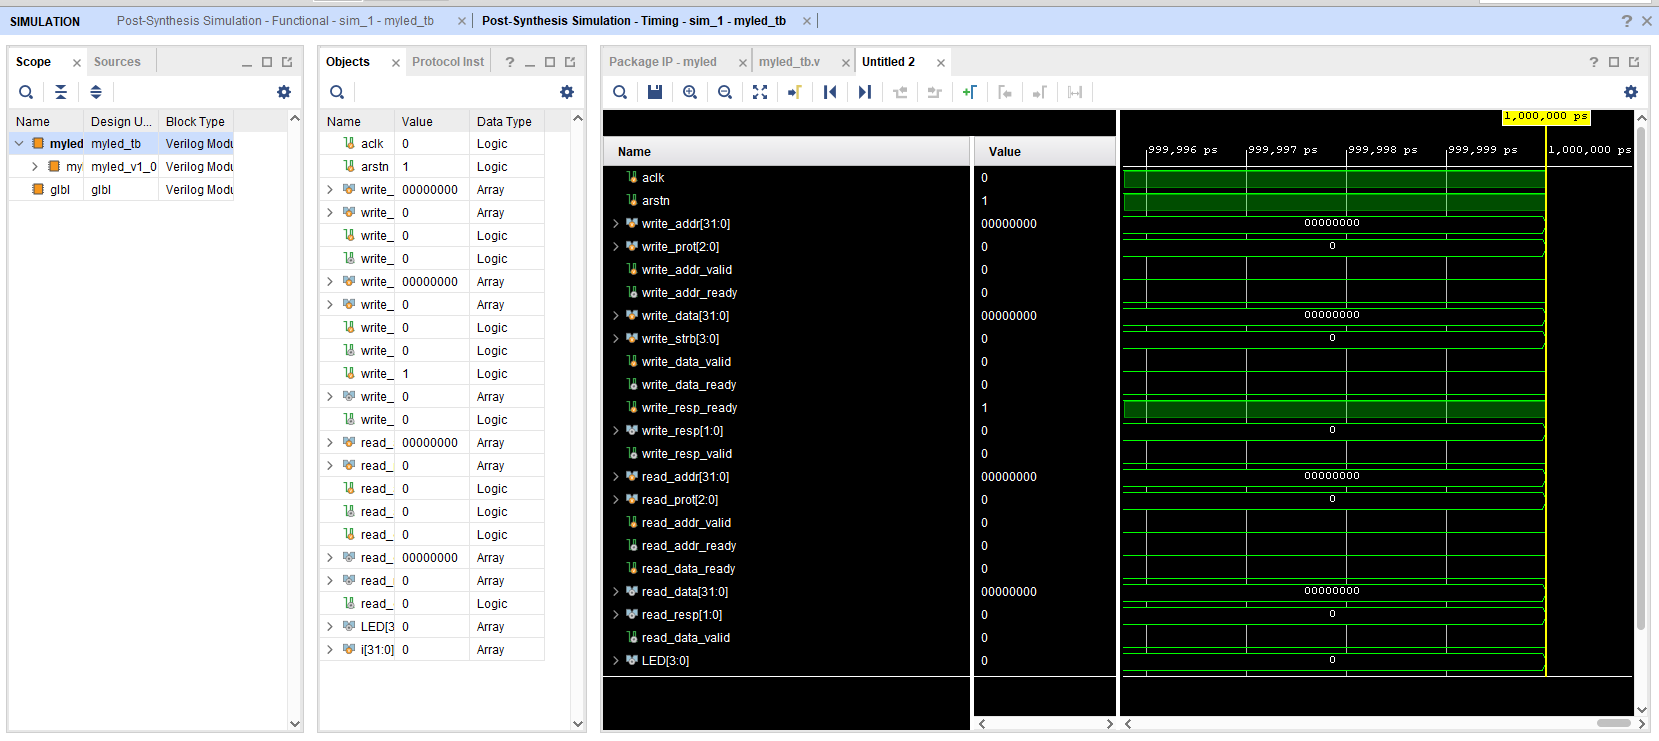 SIMULATION Post-Synthesis Simulation - Functional - sim_1 - myled_tb Post-Synthesis Simulation - Timing - sim_1 - myled_tb
Scope Sources
Name Design U... Block Type
myled myled_tb Verilog Modu
my myled_v1_0 Verilog Modu
glbl glbl Verilog Modu
Objects Protocol Inst
Name Value Data Type
aclk 0 Logic
arstn 1 Logic
write_ 00000000 Array
write_ 0 Array
write_ 0 Logic
write_ 0 Logic
write_ 00000000 Array
write_ 0 Array
write_ 0 Logic
write_ 0 Logic
write_ 1 Logic
write_ 0 Array
write_ 0 Logic
read_ 00000000 Array
read_ 0 Array
read_ 0 Logic
read_ 0 Logic
read_ 0 Logic
read_ 00000000 Array
read_ 0 Array
read_ 0 Logic
LED[3 0 Array
i[31:0] 0 Array
Package IP - myled myled_tb.v Untitled 2
1,000,000 ps
Name Value 999,996 ps 999,997 ps 999,998 ps 999,999 ps 1,000,000 ps
aclk 0
arstn 1
write_addr[31:0] 00000000 00000000
write_prot[2:0] 0 0
write_addr_valid 0
write_addr_ready 0
write_data[31:0] 00000000 00000000
write_strb[3:0] 0 0
write_data_valid 0
write_data_ready 0
write_resp_ready 1
write_resp[1:0] 0 0
write_resp_valid 0
read_addr[31:0] 00000000 00000000
read_prot[2:0] 0 0
read_addr_valid 0
read_addr_ready 0
read_data_ready 0
read_data[31:0] 00000000 00000000
read_resp[1:0] 0 0
read_data_valid 0
LED[3:0] 0 0